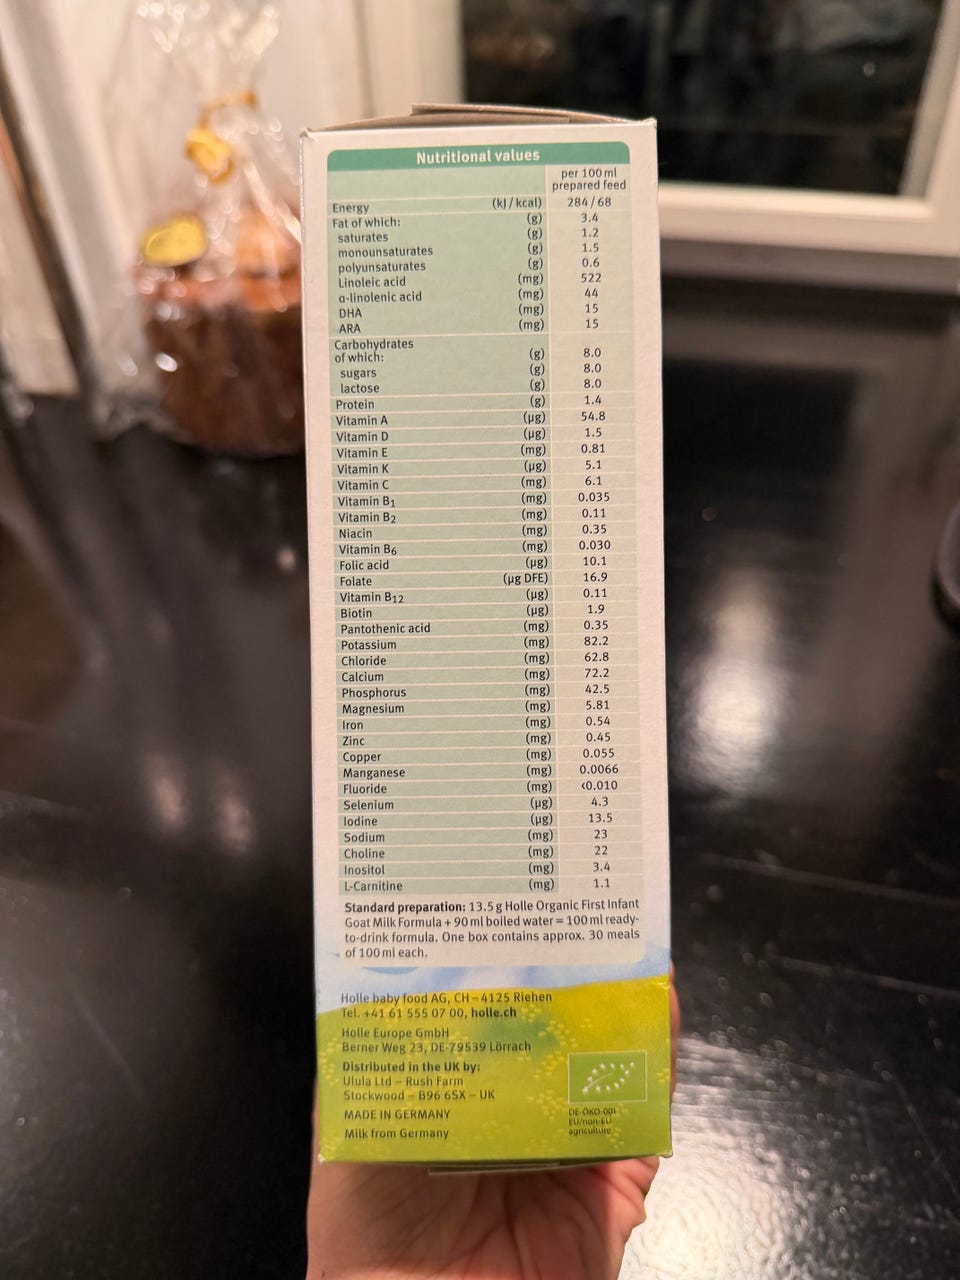 Nutritional values
per 100 ml
prepared feed
Energy (kJ / kcal) 284 / 68
Fat of which: (g) 3.4
saturates (g) 1.2
monounsaturates (g) 1.5
polyunsaturates (g) 0.6
Linoleic acid (mg) 522
α-linolenic acid (mg) 44
DHA (mg) 15
ARA (mg) 15
Carbohydrates
of which: (g) 8.0
sugars (g) 8.0
lactose (g) 8.0
Protein (g) 1.4
Vitamin A (µg) 54.8
Vitamin D (µg) 1.5
Vitamin E (mg) 0.81
Vitamin K (µg) 5.1
Vitamin C (mg) 6.1
Vitamin B1 (mg) 0.035
Vitamin B2 (mg) 0.11
Niacin (mg) 0.35
Vitamin B6 (mg) 0.030
Folic acid (µg) 10.1
Folate (µg DFE) 16.9
Vitamin B12 (µg) 0.11
Biotin (µg) 1.9
Pantothenic acid (mg) 0.35
Potassium (mg) 82.2
Chloride (mg) 62.8
Calcium (mg) 72.2
Phosphorus (mg) 42.5
Magnesium (mg) 5.81
Iron (mg) 0.54
Zinc (mg) 0.45
Copper (mg) 0.055
Manganese (mg) 0.0066
Fluoride (mg) <0.010
Selenium (µg) 4.3
Iodine (µg) 13.5
Sodium (mg) 23
Choline (mg) 22
Inositol (mg) 3.4
L-Carnitine (mg) 1.1
Standard preparation: 13.5 g Holle Organic First Infant
Goat Milk Formula + 90 ml boiled water = 100 ml ready-
to-drink formula. One box contains approx. 30 meals
of 100 ml each.
Holle baby food AG, CH – 4125 Riehen
Tel. +41 61 555 07 00, holle.ch
Holle Europe GmbH
Berner Weg 23, DE-79539 Lörrach
Distributed in the UK by:
Ulula Ltd – Rush Farm
Stockwood – B96 6SX – UK
MADE IN GERMANY
Milk from Germany
DE-ÖKO-001
EU/non-EU
agriculture